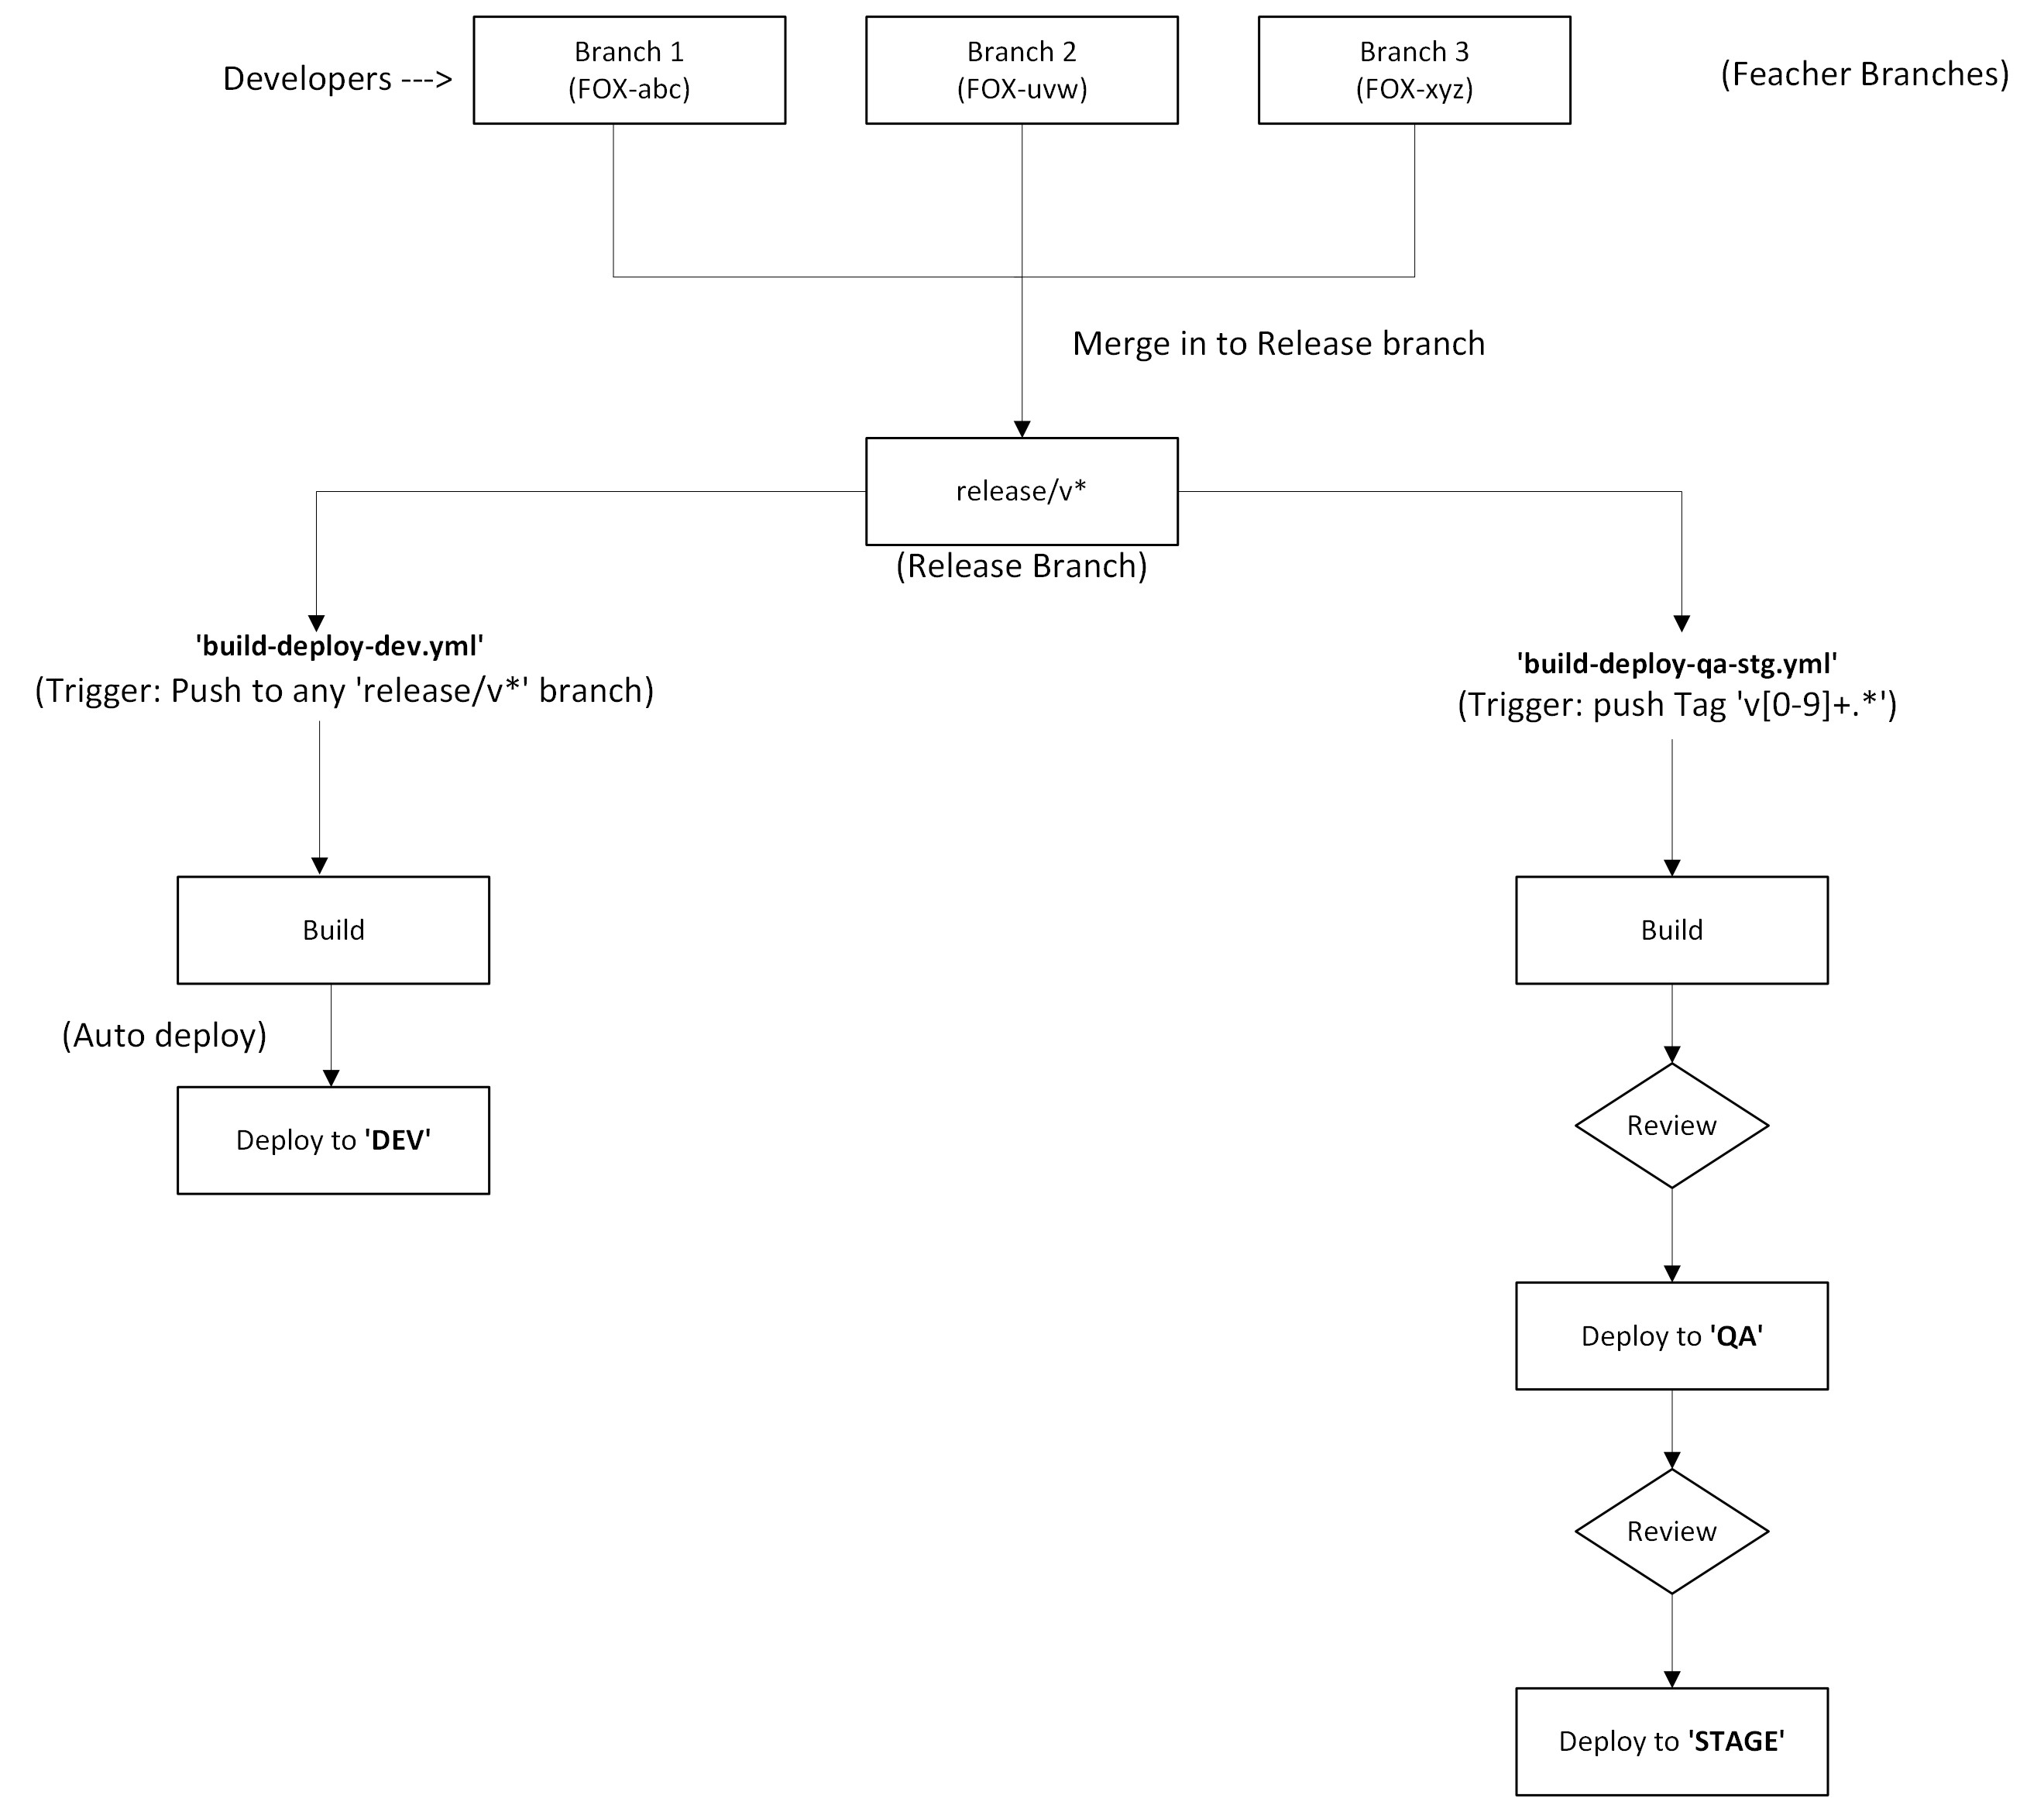 Developers --->
Branch 1
(FOX-abc)
Branch 2
(FOX-uvw)
Branch 3
(FOX-xyz)
(Feacher Branches)
Merge in to Release branch
release/v*
(Release Branch)
'build-deploy-dev.yml'
(Trigger: Push to any 'release/v*' branch)
'build-deploy-qa-stg.yml'
(Trigger: push Tag 'v[0-9]+.*')
Build
Build
(Auto deploy)
Deploy to 'DEV'
Review
Deploy to 'QA'
Review
Deploy to 'STAGE'